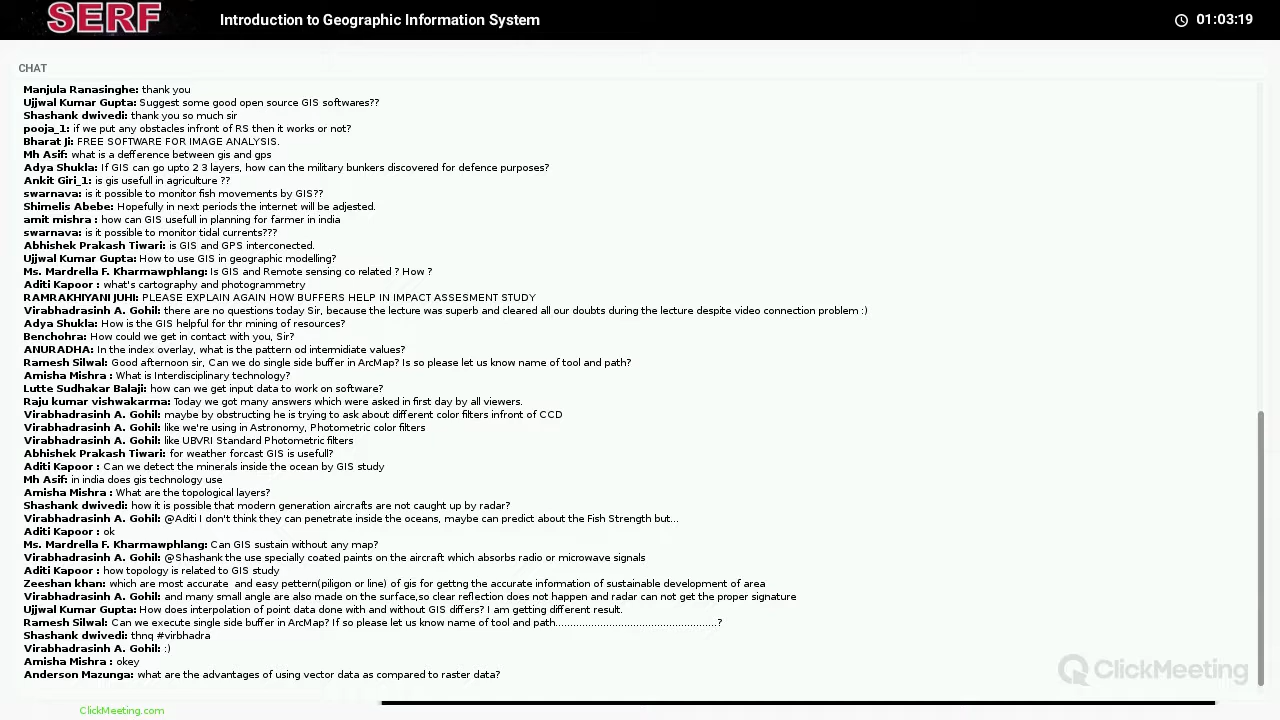 SERF
Introduction to Geographic Information System
01:03:19
CHAT
Manjula Ranasinghe: thank you
Ujjwal Kumar Gupta: Suggest some good open source GIS softwares??
Shashank dwivedi: thank you so much sir
pooja_1: if we put any obstacles infront of RS then it works or not?
Bharat Ji: FREE SOFTWARE FOR IMAGE ANALYSIS.
Mh Asif: what is a defference between gis and gps
Adya Shukla: If GIS can go upto 2 3 layers, how can the military bunkers discovered for defence purposes?
Ankit Giri_1: is gis usefull in agriculture ??
swarnava: is it possible to monitor fish movements by GIS??
Shimelis Abebe: Hopefully in next periods the internet will be adjested.
amit mishra : how can GIS usefull in planning for farmer in india
swarnava: is it possible to monitor tidal currents???
Abhishek Prakash Tiwari: is GIS and GPS interconected.
Ujjwal Kumar Gupta: How to use GIS in geographic modelling?
Ms. Mardrella F. Kharmawphlang: Is GIS and Remote sensing co related ? How ?
Aditi Kapoor : what's cartography and photogrammetry
RAMRAKHIYANI JUHI: PLEASE EXPLAIN AGAIN HOW BUFFERS HELP IN IMPACT ASSESMENT STUDY
Virabhadrasinh A. Gohil: there are no questions today Sir, because the lecture was superb and cleared all our doubts during the lecture despite video connection problem :)
Adya Shukla: How is the GIS helpful for thr mining of resources?
Benchohra: How could we get in contact with you, Sir?
ANURADHA: In the index overlay, what is the pattern od intermidiate values?
Ramesh Silwal: Good afternoon sir, Can we do single side buffer in ArcMap? Is so please let us know name of tool and path?
Amisha Mishra : What is Interdisciplinary technology?
Lutte Sudhakar Balaji: how can we get input data to work on software?
Raju kumar vishwakarma: Today we got many answers which were asked in first day by all viewers.
Virabhadrasinh A. Gohil: maybe by obstructing he is trying to ask about different color filters infront of CCD
Virabhadrasinh A. Gohil: like we're using in Astronomy, Photometric color filters
Virabhadrasinh A. Gohil: like UBVRI Standard Photometric filters
Abhishek Prakash Tiwari: for weather forcast GIS is usefull?
Aditi Kapoor : Can we detect the minerals inside the ocean by GIS study
Mh Asif: in india does gis technology use
Amisha Mishra : What are the topological layers?
Shashank dwivedi: how it is possible that modern generation aircrafts are not caught up by radar?
Virabhadrasinh A. Gohil: @Aditi I don't think they can penetrate inside the oceans, maybe can predict about the Fish Strength but...
Aditi Kapoor : ok
Ms. Mardrella F. Kharmawphlang: Can GIS sustain without any map?
Virabhadrasinh A. Gohil: @Shashank the use specially coated paints on the aircraft which absorbs radio or microwave signals
Aditi Kapoor : how topology is related to GIS study
Zeeshan khan: which are most accurate and easy pettern(piligon or line) of gis for gettng the accurate information of sustainable development of area
Virabhadrasinh A. Gohil: and many small angle are also made on the surface,so clear reflection does not happen and radar can not get the proper signature
Ujjwal Kumar Gupta: How does interpolation of point data done with and without GIS differs? I am getting different result.
Ramesh Silwal: Can we execute single side buffer in ArcMap? If so please let us know name of tool and path......................................................?
Shashank dwivedi: thnq #virbhadra
Virabhadrasinh A. Gohil: :)
Amisha Mishra : okey
Anderson Mazunga: what are the advantages of using vector data as compared to raster data?
ClickMeeting
ClickMeeting.com